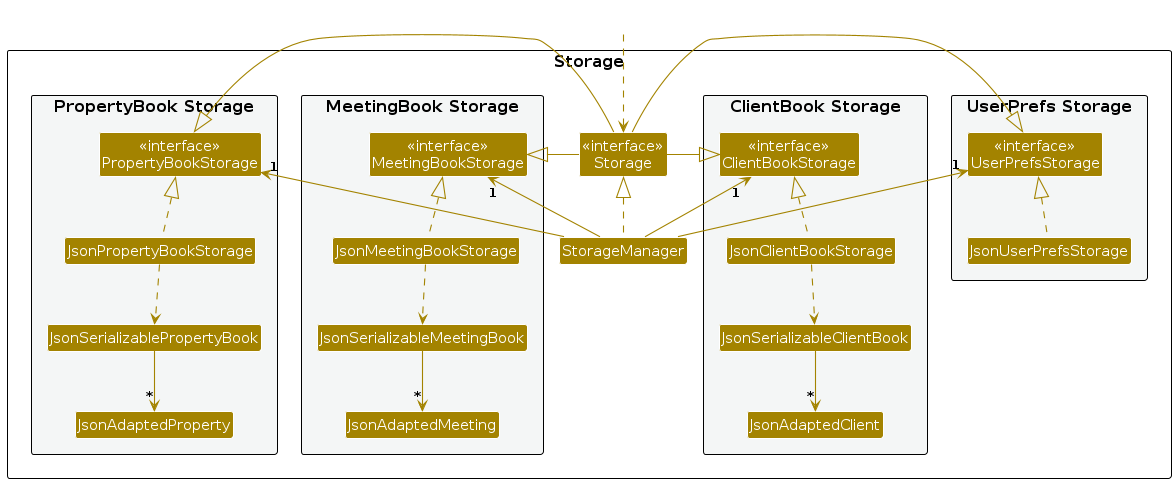 Storage
PropertyBook Storage
MeetingBook Storage
ClientBook Storage
UserPrefs Storage
«interface»
PropertyBookStorage
«interface»
MeetingBookStorage
«interface»
Storage
«interface»
ClientBookStorage
«interface»
UserPrefsStorage
1
1
1
1
JsonPropertyBookStorage
JsonMeetingBookStorage
StorageManager
JsonClientBookStorage
JsonUserPrefsStorage
JsonSerializablePropertyBook
JsonSerializableMeetingBook
JsonSerializableClientBook
*
*
*
JsonAdaptedProperty
JsonAdaptedMeeting
JsonAdaptedClient